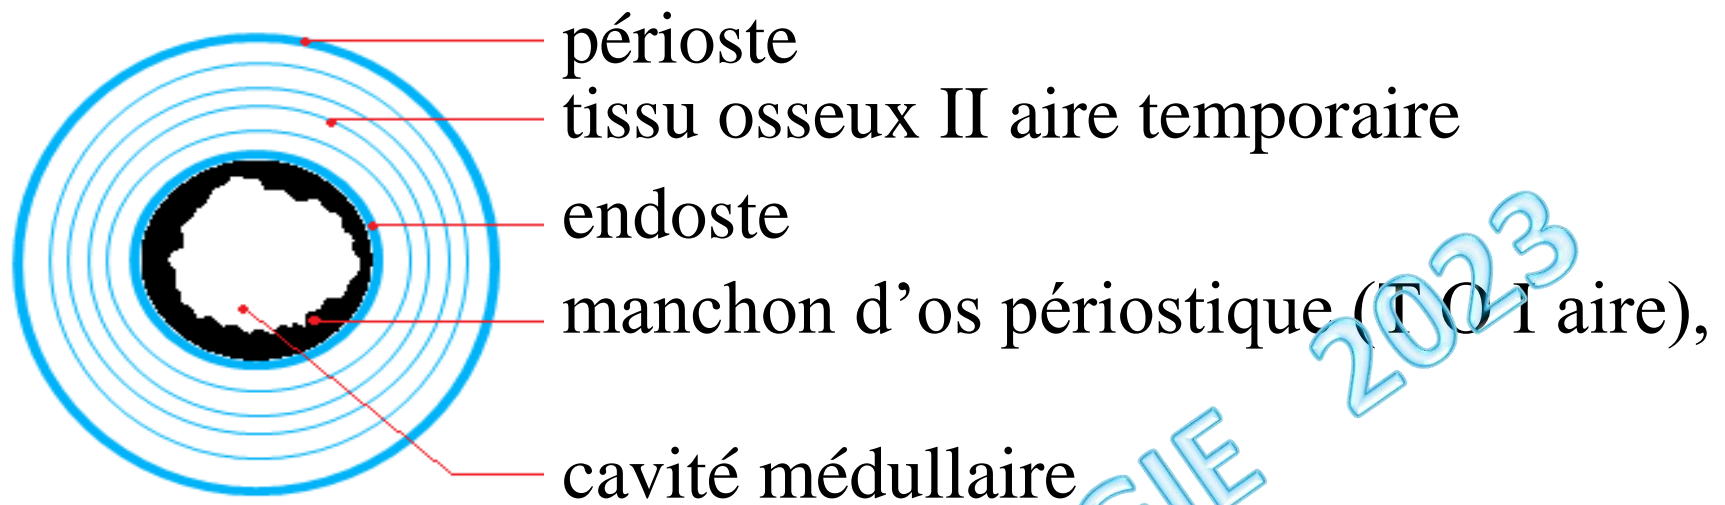 périoste
tissu osseux II aire temporaire
endoste
manchon d’os périostique (T O I aire),
cavité médullaire
2023